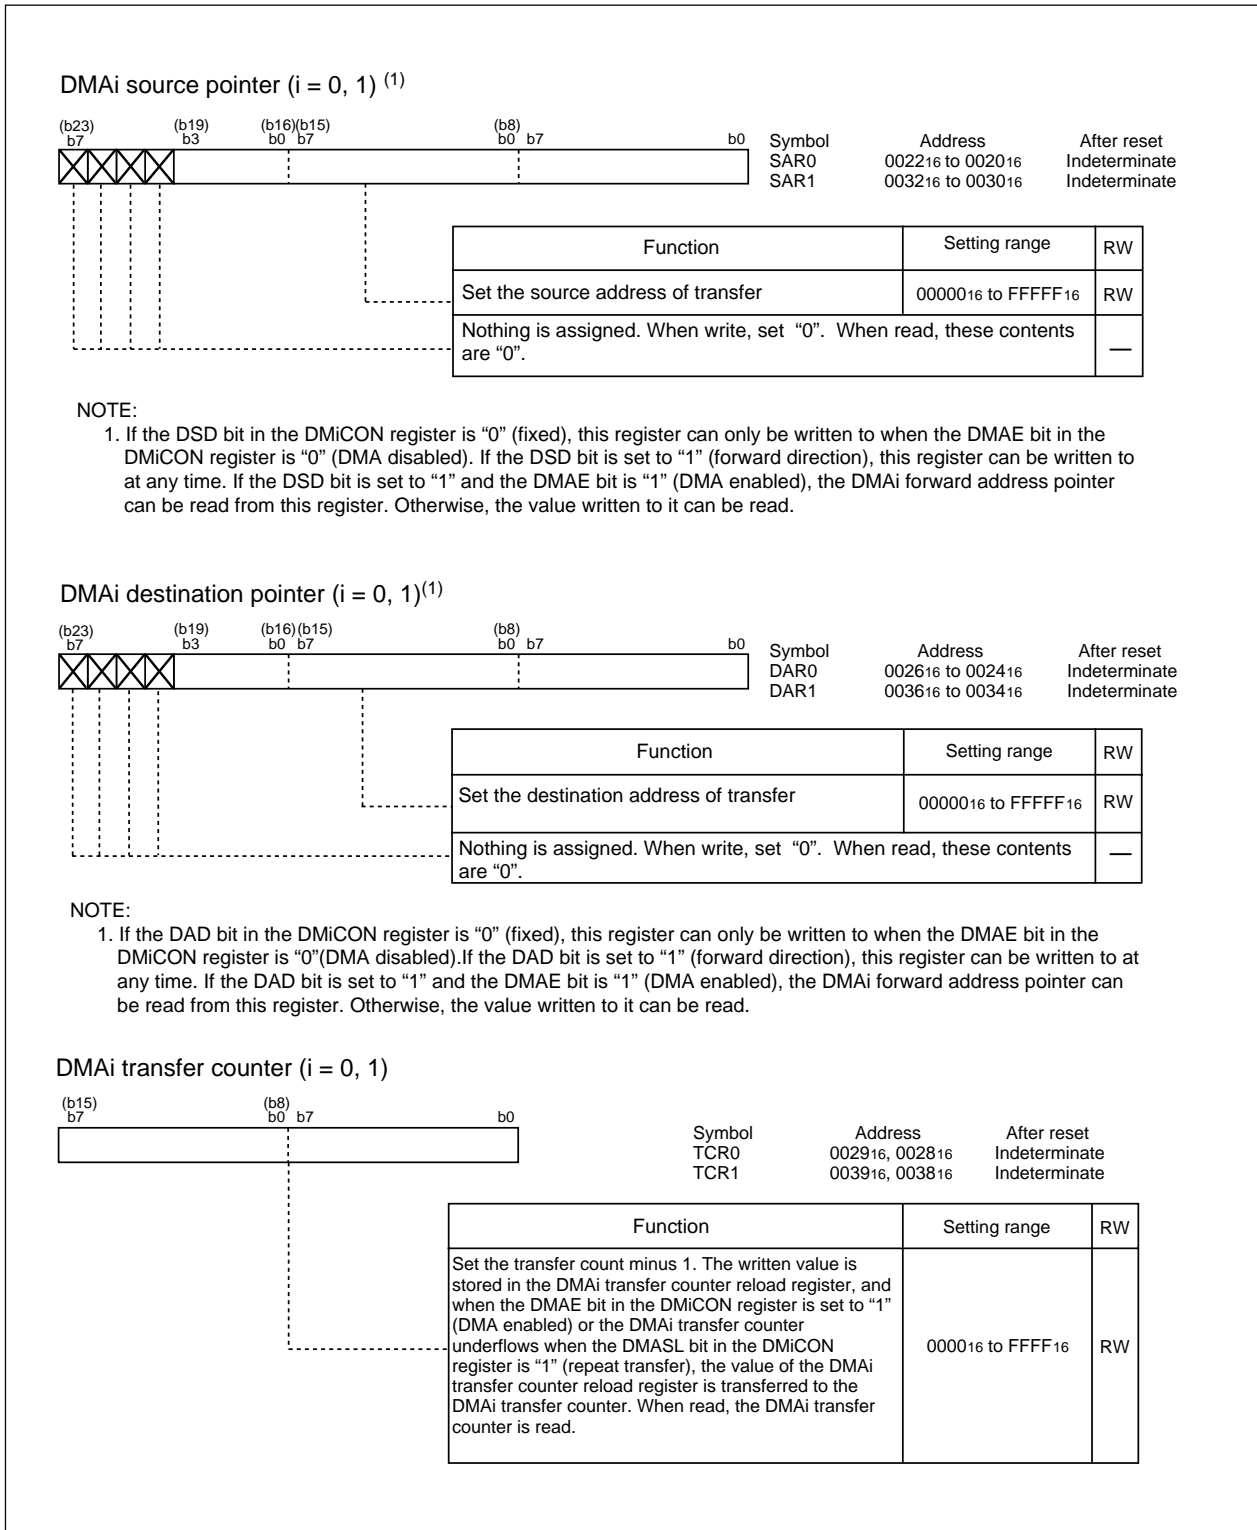 DMAi source pointer (i = 0, 1) (1)
(b23) (b19) (b16)(b15) (b8)
b7 b3 b0 b7 b0 b7 b0
Symbol Address After reset
SAR0 002216 to 002016 Indeterminate
SAR1 003216 to 003016 Indeterminate
Function Setting range RW
Set the source address of transfer 0000016 to FFFFF16 RW
Nothing is assigned. When write, set “0”. When read, these contents
are “0”. —
NOTE:
1. If the DSD bit in the DMiCON register is “0” (fixed), this register can only be written to when the DMAE bit in the
DMiCON register is “0” (DMA disabled). If the DSD bit is set to “1” (forward direction), this register can be written to
at any time. If the DSD bit is set to “1” and the DMAE bit is “1” (DMA enabled), the DMAi forward address pointer
can be read from this register. Otherwise, the value written to it can be read.
DMAi destination pointer (i = 0, 1)(1)
(b23) (b19) (b16)(b15) (b8)
b7 b3 b0 b7 b0 b7 b0
Symbol Address After reset
DAR0 002616 to 002416 Indeterminate
DAR1 003616 to 003416 Indeterminate
Function Setting range RW
Set the destination address of transfer 0000016 to FFFFF16 RW
Nothing is assigned. When write, set “0”. When read, these contents
are “0”. —
NOTE:
1. If the DAD bit in the DMiCON register is “0” (fixed), this register can only be written to when the DMAE bit in the
DMiCON register is “0”(DMA disabled).If the DAD bit is set to “1” (forward direction), this register can be written to at
any time. If the DAD bit is set to “1” and the DMAE bit is “1” (DMA enabled), the DMAi forward address pointer can
be read from this register. Otherwise, the value written to it can be read.
DMAi transfer counter (i = 0, 1)
(b15) (b8)
b7 b0 b7 b0
Symbol Address After reset
TCR0 002916, 002816 Indeterminate
TCR1 003916, 003816 Indeterminate
Function Setting range RW
Set the transfer count minus 1. The written value is
stored in the DMAi transfer counter reload register, and
when the DMAE bit in the DMiCON register is set to “1”
(DMA enabled) or the DMAi transfer counter
underflows when the DMASL bit in the DMiCON 000016 to FFFF16 RW
register is “1” (repeat transfer), the value of the DMAi
transfer counter reload register is transferred to the
DMAi transfer counter. When read, the DMAi transfer
counter is read.